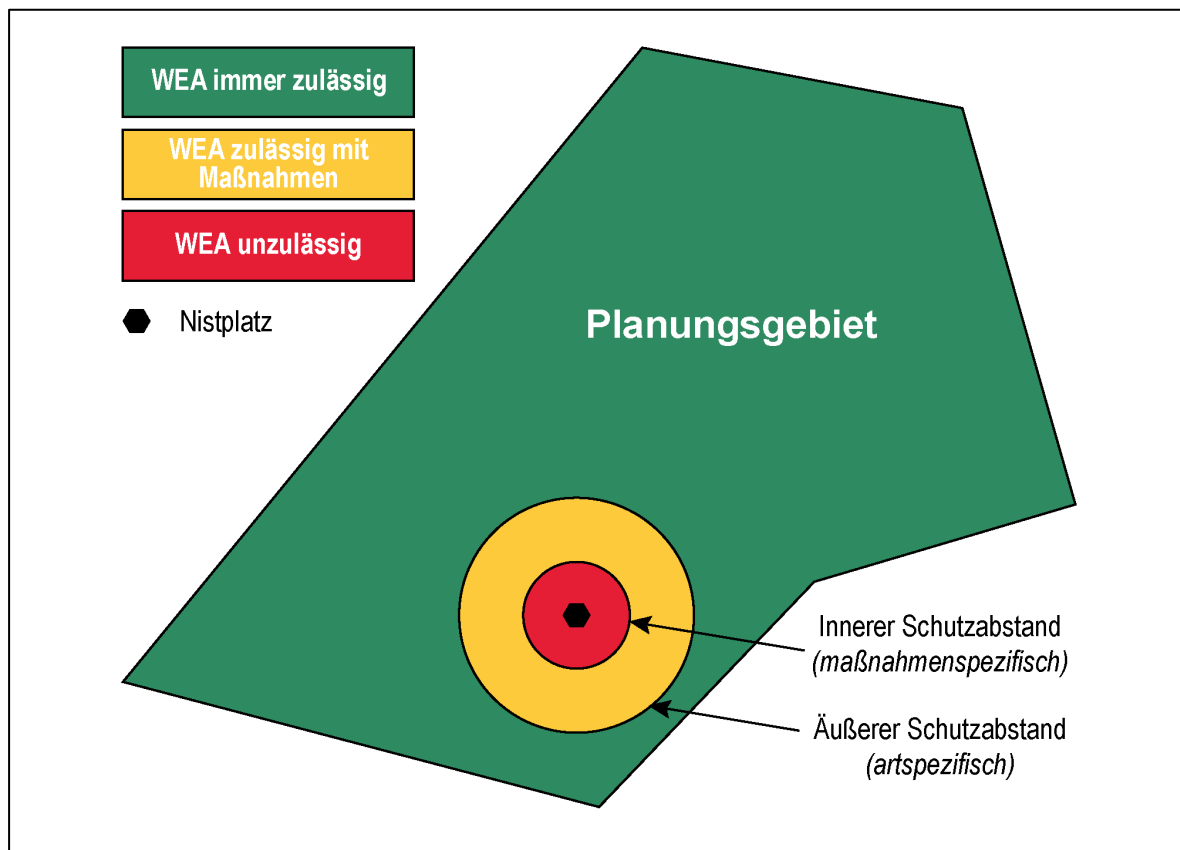 WEA immer zulässig
WEA zulässig mit
Maßnahmen
WEA unzulässig
Nistplatz
Planungsgebiet
Innerer Schutzabstand
(maßnahmenspezifisch)
Äußerer Schutzabstand
(artspezifisch)